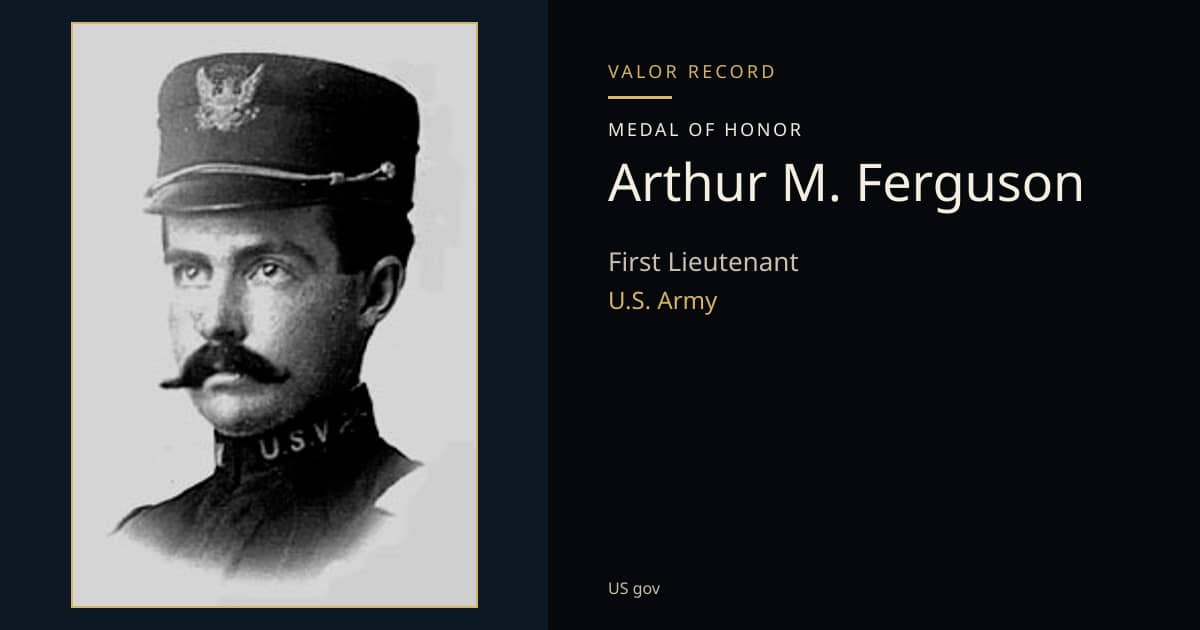 VALOR RECORD
MEDAL OF HONOR
Arthur M. Ferguson
First Lieutenant
U.S. Army
U.S.V
US gov